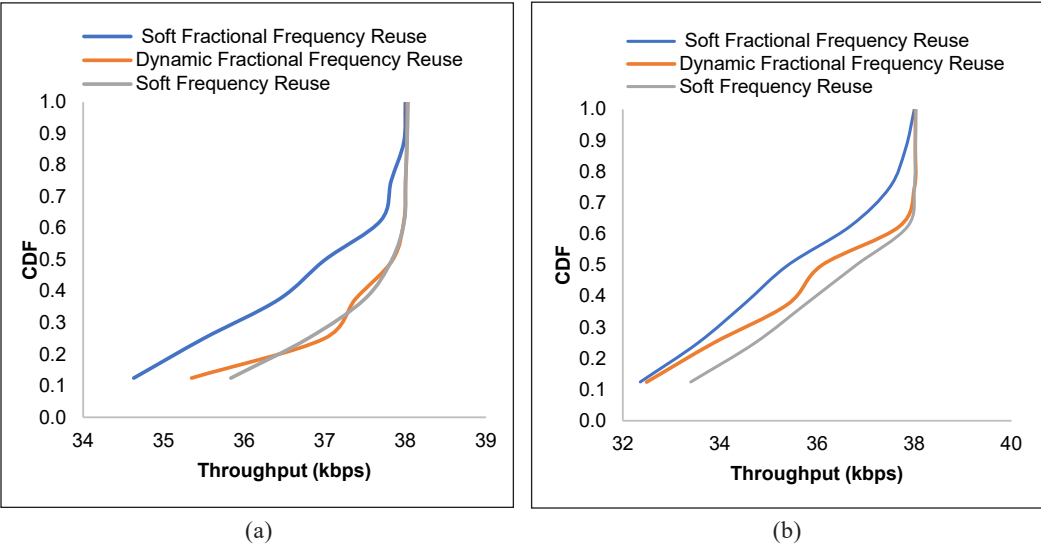 Soft Fractional Frequency Reuse
Dynamic Fractional Frequency Reuse
Soft Frequency Reuse
1.0
0.9
0.8
0.7
0.6
0.5
0.4
0.3
0.2
0.1
0.0
CDF
34 35 36 37 38 39
Throughput (kbps)
(a)
Soft Fractional Frequency Reuse
Dynamic Fractional Frequency Reuse
Soft Frequency Reuse
1.0
0.9
0.8
0.7
0.6
0.5
0.4
0.3
0.2
0.1
0.0
CDF
32 34 36 38 40
Throughput (kbps)
(b)